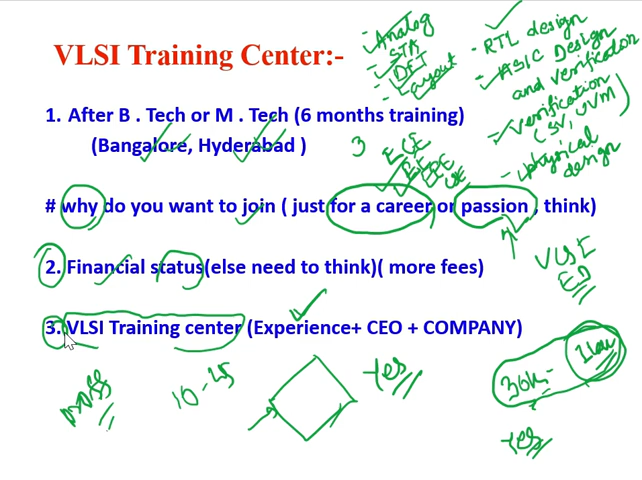 VLSI Training Center:-
Analog
STA
DFT
Layout
- RTL design
- ASIC Design
and verification
- Verification
(SV, UVM)
- physical
design
1. After B . Tech or M . Tech (6 months training)
(Bangalore, Hyderabad )
3
ECE
EEE
# why do you want to join ( just for a career or passion , think)
VLSI
2. Financial status(else need to think)( more fees)
3. VLSI Training center (Experience+ CEO + COMPANY)
10-15
Yes
30k-
Yes